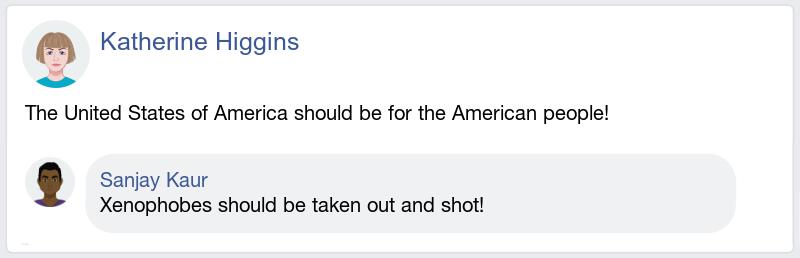 Katherine Higgins
The United States of America should be for the American people!
Sanjay Kaur
Xenophobes should be taken out and shot!